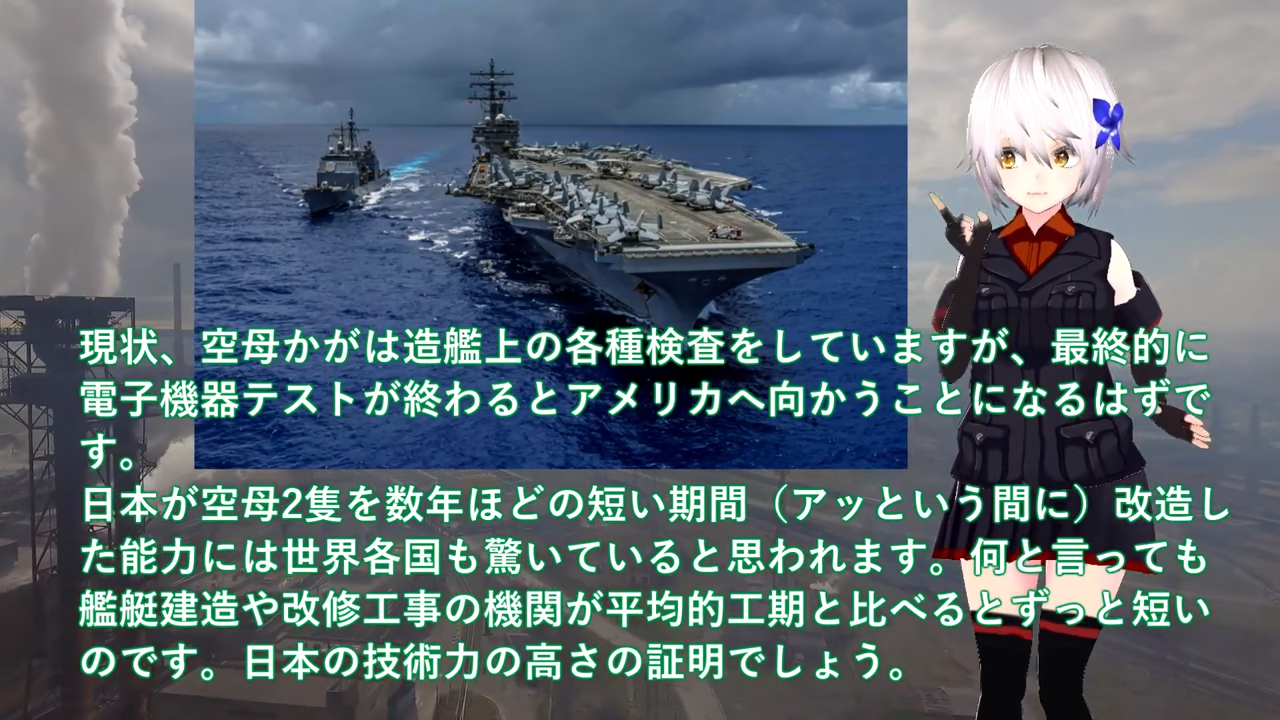 現状、空母かがは造艦上の各種検査をしていますが、最終的に
電子機器テストが終わるとアメリカへ向かうことになるはずで
す。
日本が空母2隻を数年ほどの短い期間（アッという間に）改造し
た能力には世界各国も驚いていると思われます。何と言っても
艦艇建造や改修工事の機関が平均的工期と比べるとずっと短い
のです。日本の技術力の高さの証明でしょう。